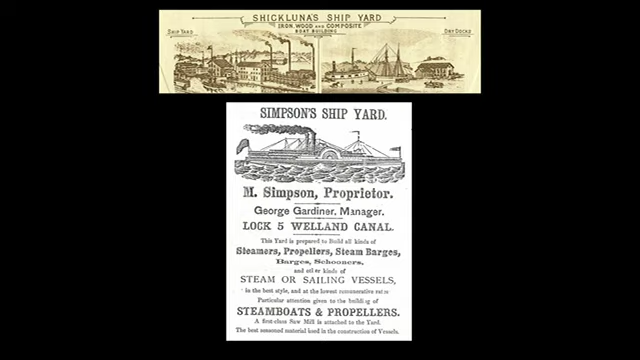 SHICKLUNA'S SHIP YARD
IRON, WOOD AND COMPOSITE
BOAT BUILDING
SHIP YARD
DRY DOCKS
SIMPSON'S SHIP YARD.
M. Simpson, Proprietor.
George Gardiner. Manager.
LOCK 5 WELLAND CANAL.
This Yard is prepared to Build all kinds of
Steamers, Propellers, Steam Barges,
Barges, Schooners,
and other kinds of
STEAM OR SAILING VESSELS,
in the best style, and at the lowest remunerative rates
Particular attention given to the building of
STEAMBOATS & PROPELLERS.
A first-class Saw Mill is attached to the Yard.
The best seasoned material used in the construction of Vessels.